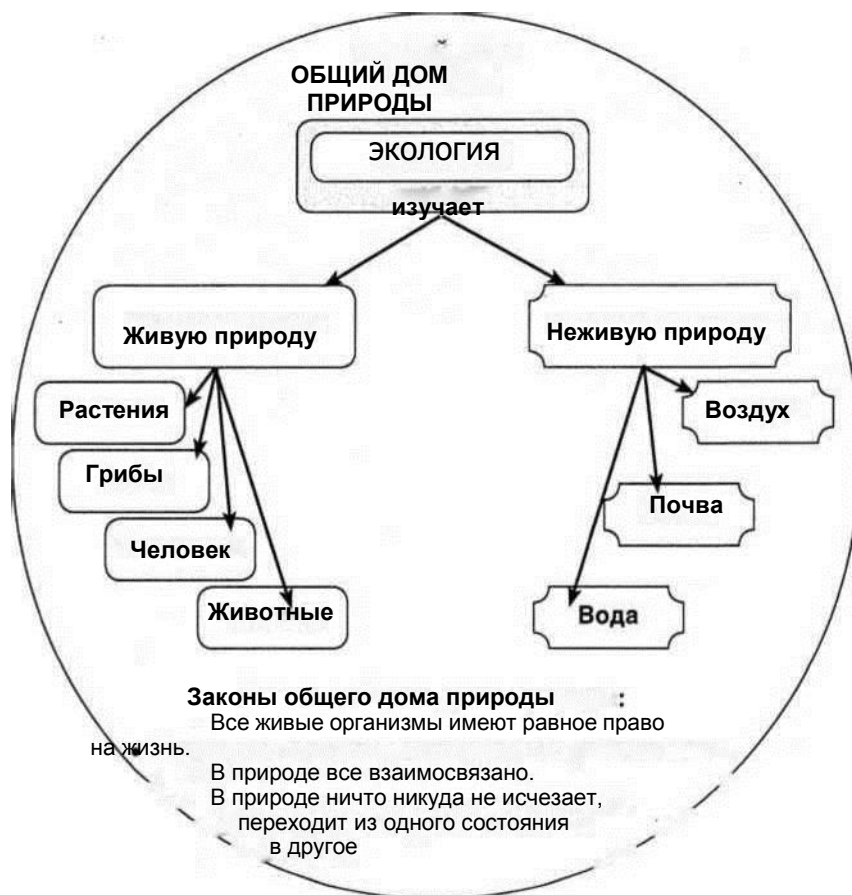 ОБЩИЙ ДОМ
ПРИРОДЫ
ЭКОЛОГИЯ
изучает
Живую природу
Неживую природу
Растения
Воздух
Грибы
Почва
Человек
Животные
Вода
Законы общего дома природы :
Все живые организмы имеют равное право
на жизнь.
В природе все взаимосвязано.
В природе ничто никуда не исчезает,
переходит из одного состояния
в другое